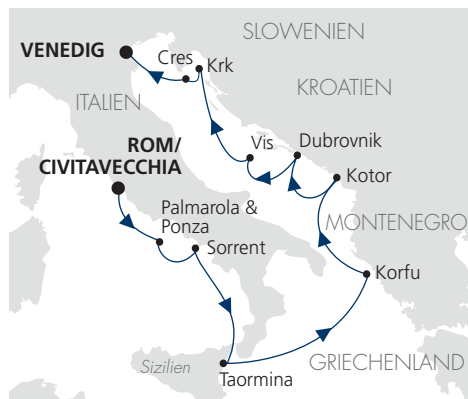 SLOWENIEN
VENEDIG
Cres
Krk
KROATIEN
ITALIEN
ROM/
CIVITAVECCHIA
Vis
Dubrovnik
Kotor
Palmarola &
Ponza
MONTENEGRO
Sorrent
Korfu
Sizilien
GRIECHENLAND
Taormina